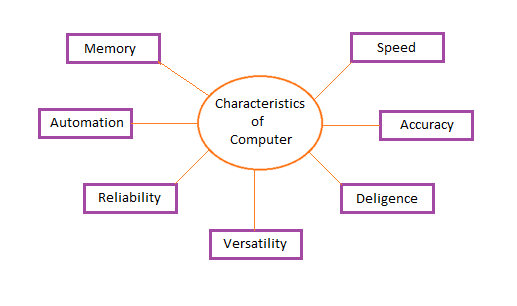 Memory
Speed
Characteristics
of
Computer
Automation
Accuracy
Reliability
Deligence
Versatility